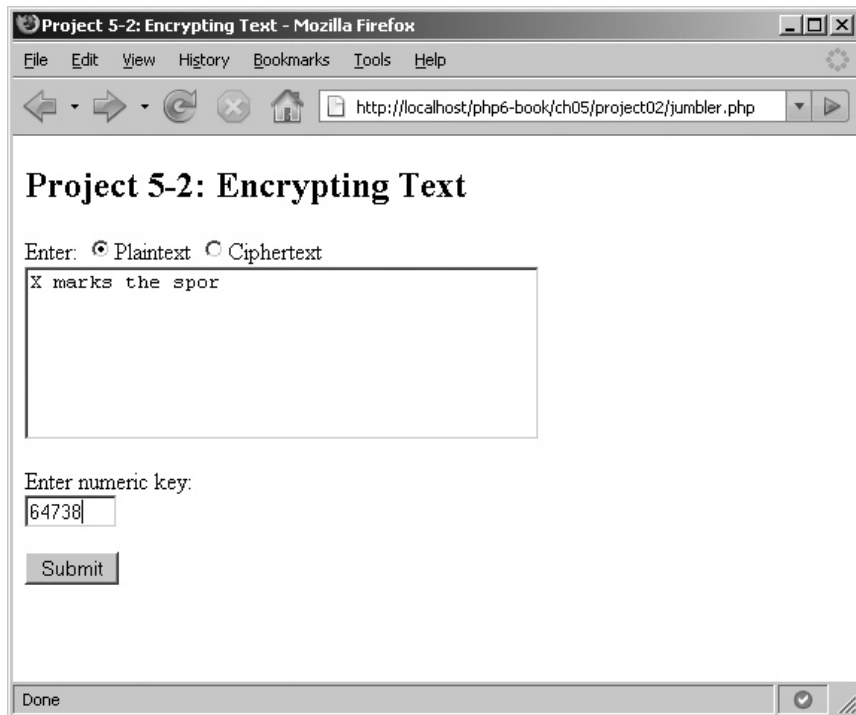 Project 5-2: Encrypting Text - Mozilla Firefox
File Edit View History Bookmarks Tools Help
http://localhost/php6-book/ch05/project02/jumbler.php
Project 5-2: Encrypting Text
Enter: Plaintext Ciphertext
X marks the spor
Enter numeric key:
64738
Submit
Done